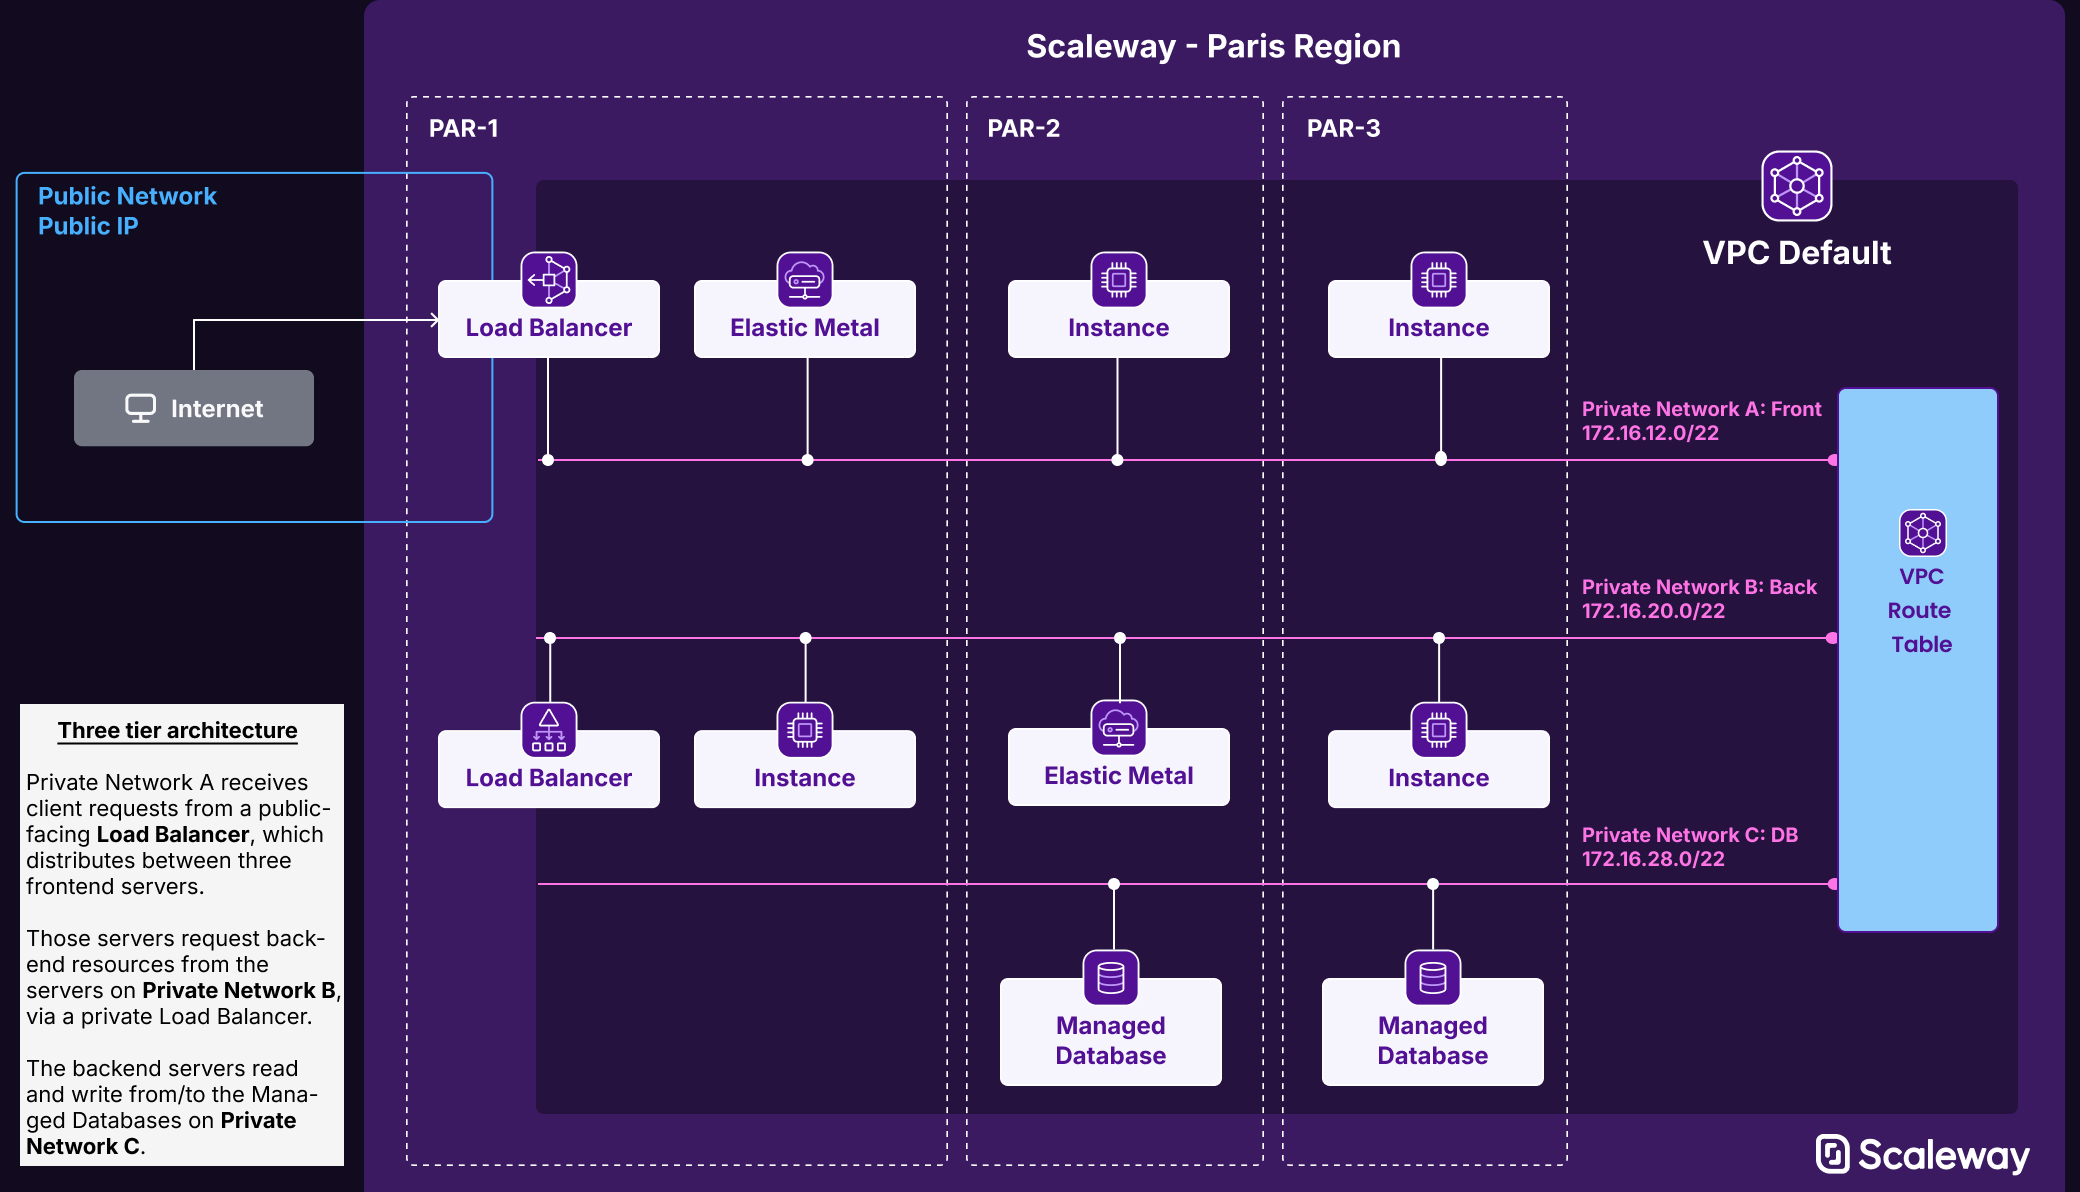 Scaleway - Paris Region
PAR-1
PAR-2
PAR-3
Public Network
Public IP
VPC Default
Load Balancer
Elastic Metal
Instance
Instance
Internet
Private Network A: Front
172.16.12.0/22
Private Network B: Back
172.16.20.0/22
VPC
Route
Table
Load Balancer
Instance
Elastic Metal
Instance
Private Network C: DB
172.16.28.0/22
Managed
Database
Managed
Database
Three tier architecture
Private Network A receives
client requests from a public-
facing Load Balancer, which
distributes between three
frontend servers.
Those servers request back-
end resources from the
servers on Private Network B,
via a private Load Balancer.
The backend servers read
and write from/to the Mana-
ged Databases on Private
Network C.
Scaleway